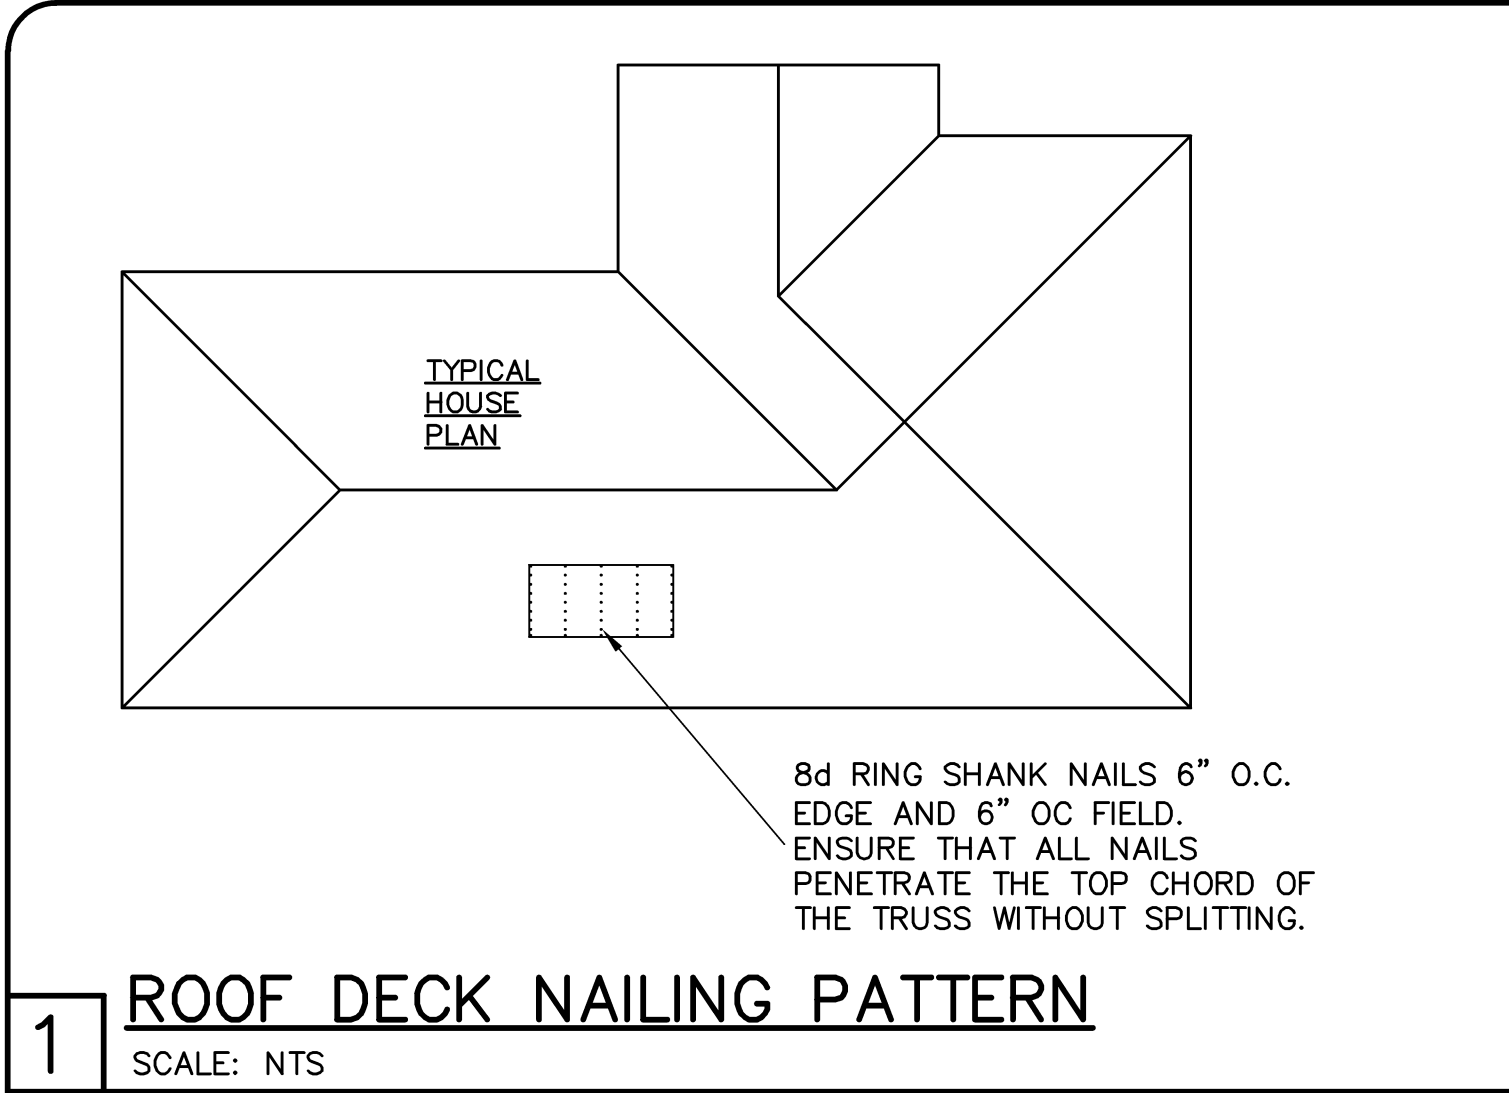 TYPICAL
HOUSE
PLAN
8d RING SHANK NAILS 6” O.C.
EDGE AND 6” OC FIELD.
ENSURE THAT ALL NAILS
PENETRATE THE TOP CHORD OF
THE TRUSS WITHOUT SPLITTING.
1
ROOF DECK NAILING PATTERN
SCALE: NTS